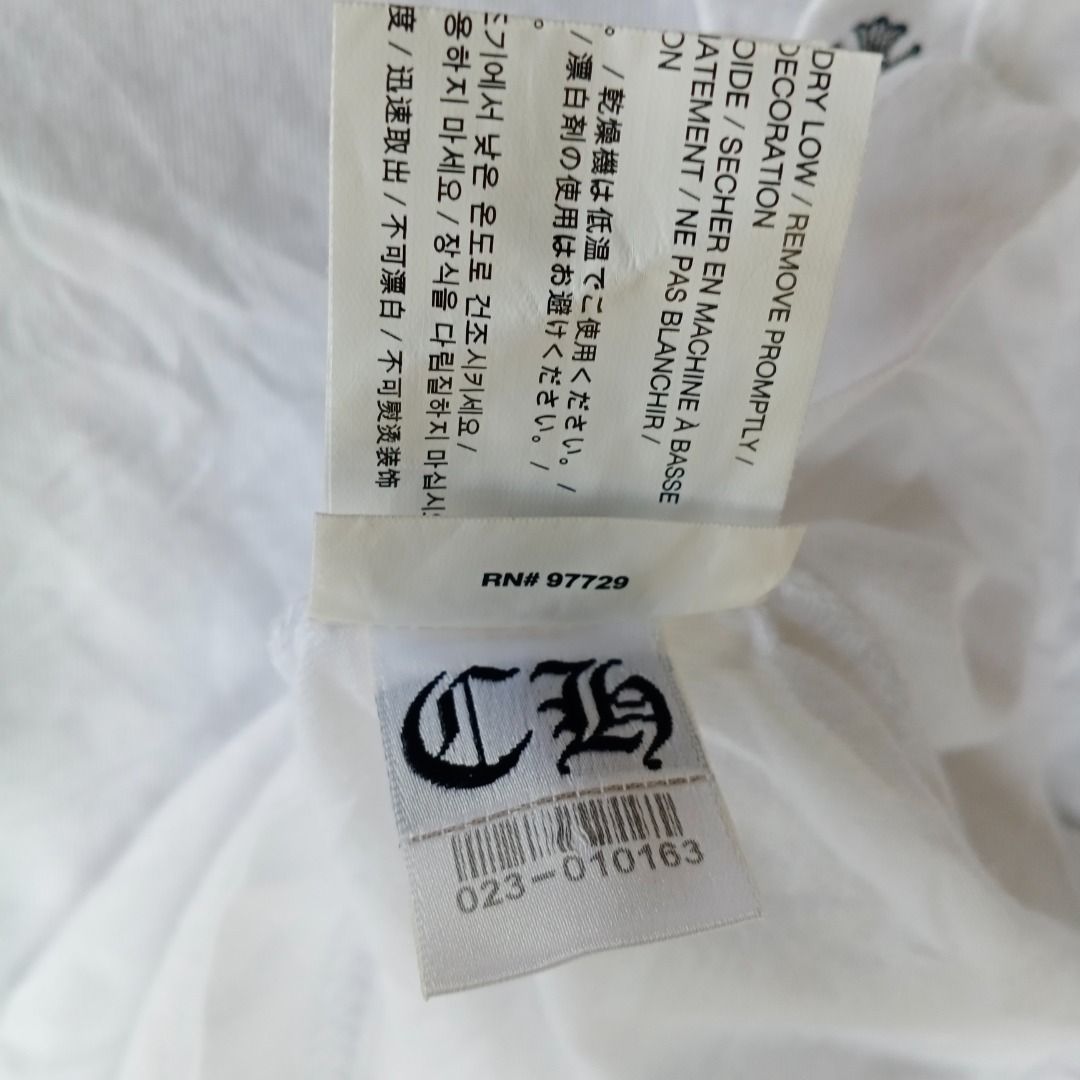 DRY LOW / REMOVE PROMPTLY /
DECORATION
OIDE / SECHER EN MACHINE À BASSE
IATEMENT / NE PAS BLANCHIR /
ON
。 / 乾燥機は低温でご使用ください。 /
/ 漂白剤の使用はお避けください。 /
。
기에서 낮은 온도로 건조시키세요 /
용하지 마세요 / 장식을 다림질하지 마십시
度 / 迅速取出 / 不可漂白 / 不可熨烫装饰
RN# 97729
CH
023-010163